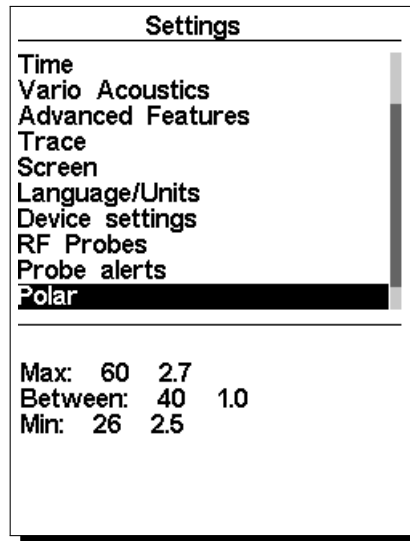 Settings
Time
Vario Acoustics
Advanced Features
Trace
Screen
Language/Units
Device settings
RF Probes
Probe alerts
Polar
Max: 60 2.7
Between: 40 1.0
Min: 26 2.5